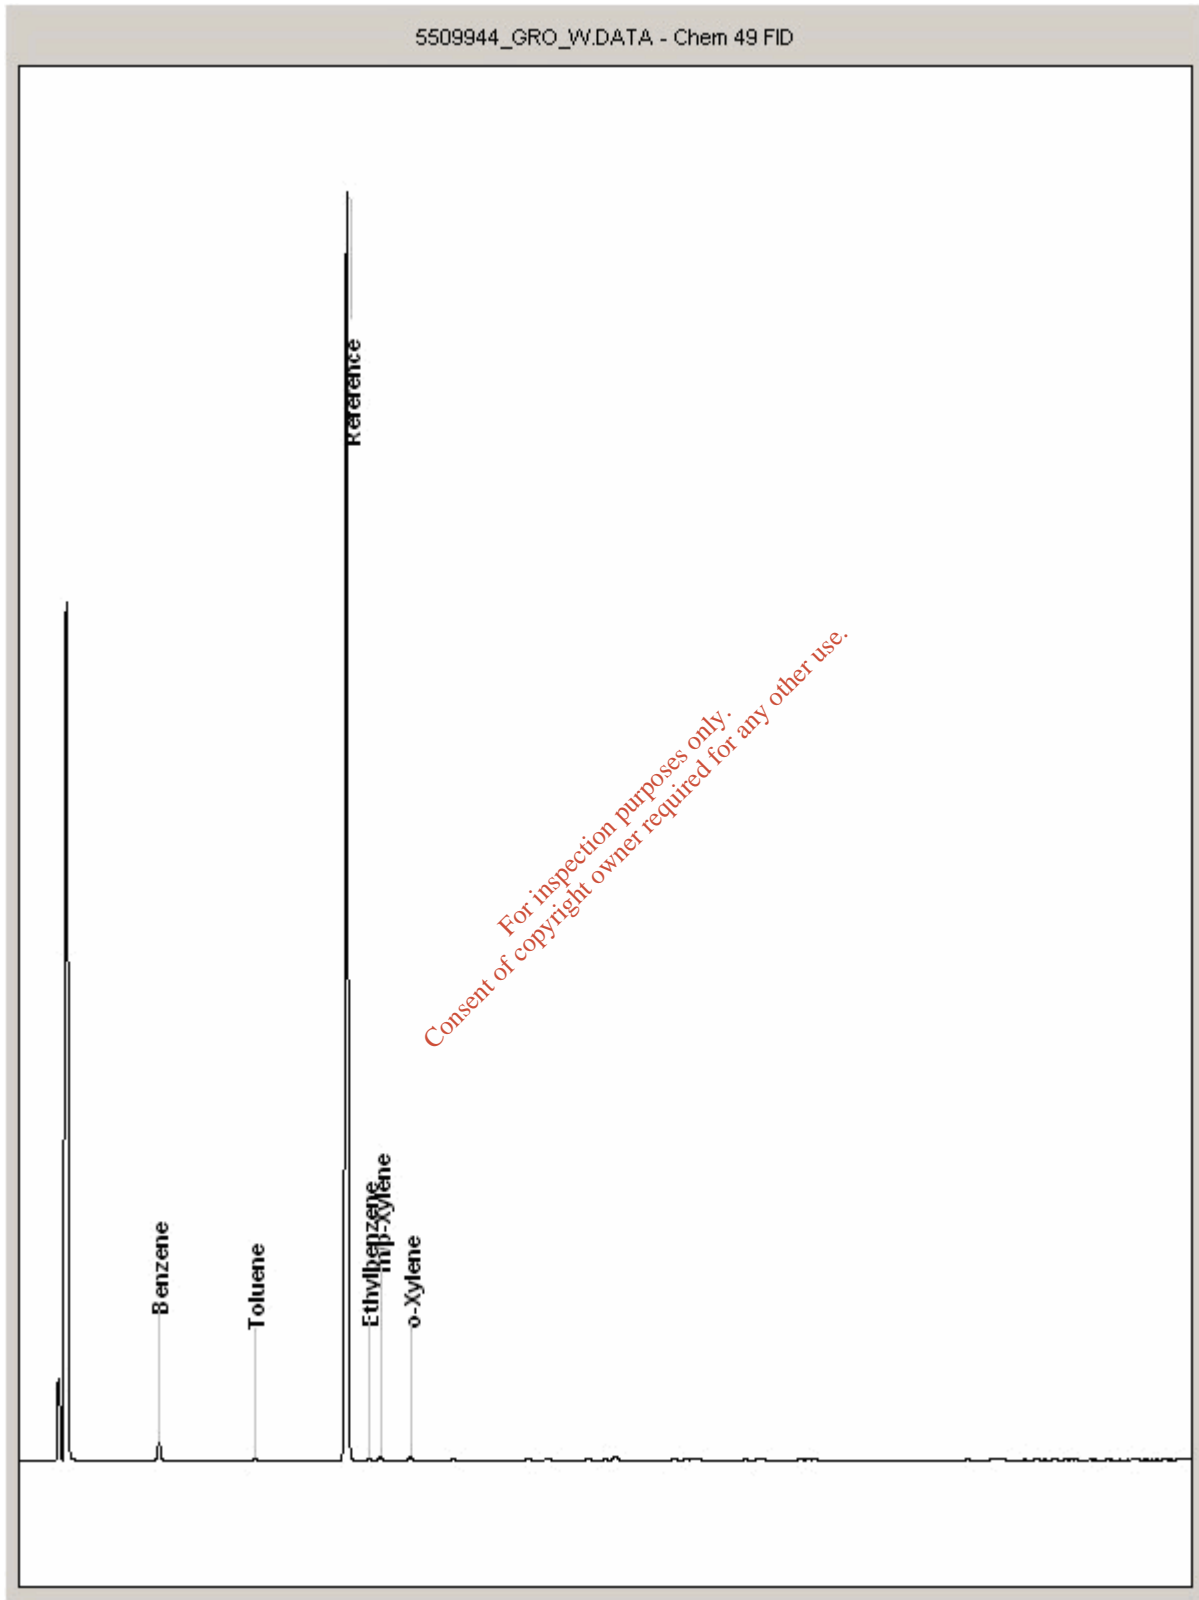 5509944_GRO_W.DATA - Chem 49 FID
Reference
For inspection purposes only.
Consent of copyright owner required for any other use.
Benzene
Toluene
Ethylbenzene
m/p-Xylene
o-Xylene